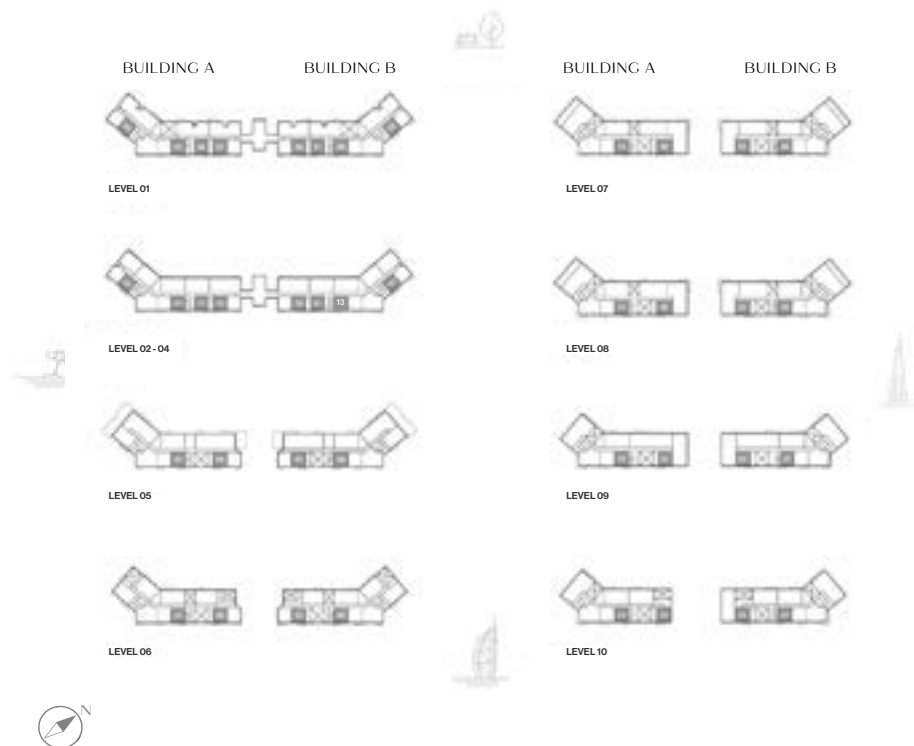 BUILDING A
BUILDING B
LEVEL 01
13
LEVEL 02 - 04
LEVEL 05
LEVEL 06
BUILDING A
BUILDING B
LEVEL 07
LEVEL 08
LEVEL 09
LEVEL 10
N